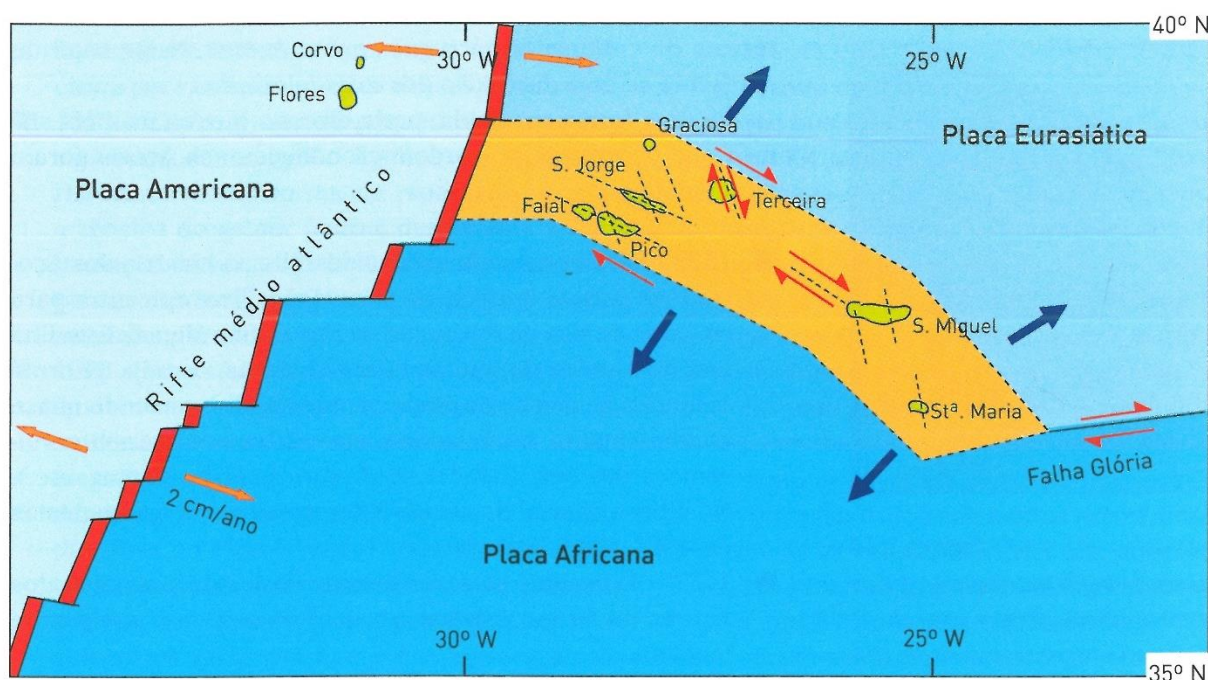 40º N
Corvo
30º W
25º W
Flores
Graciosa
Placa Eurasiática
Placa Americana
S. Jorge
Terceira
Faial
Pico
Rifte médyo atlântico
S. Miguel
Stª. Maria
Falha Glória
2 cm/ano
Placa Africana
30º W
25º W
35º N